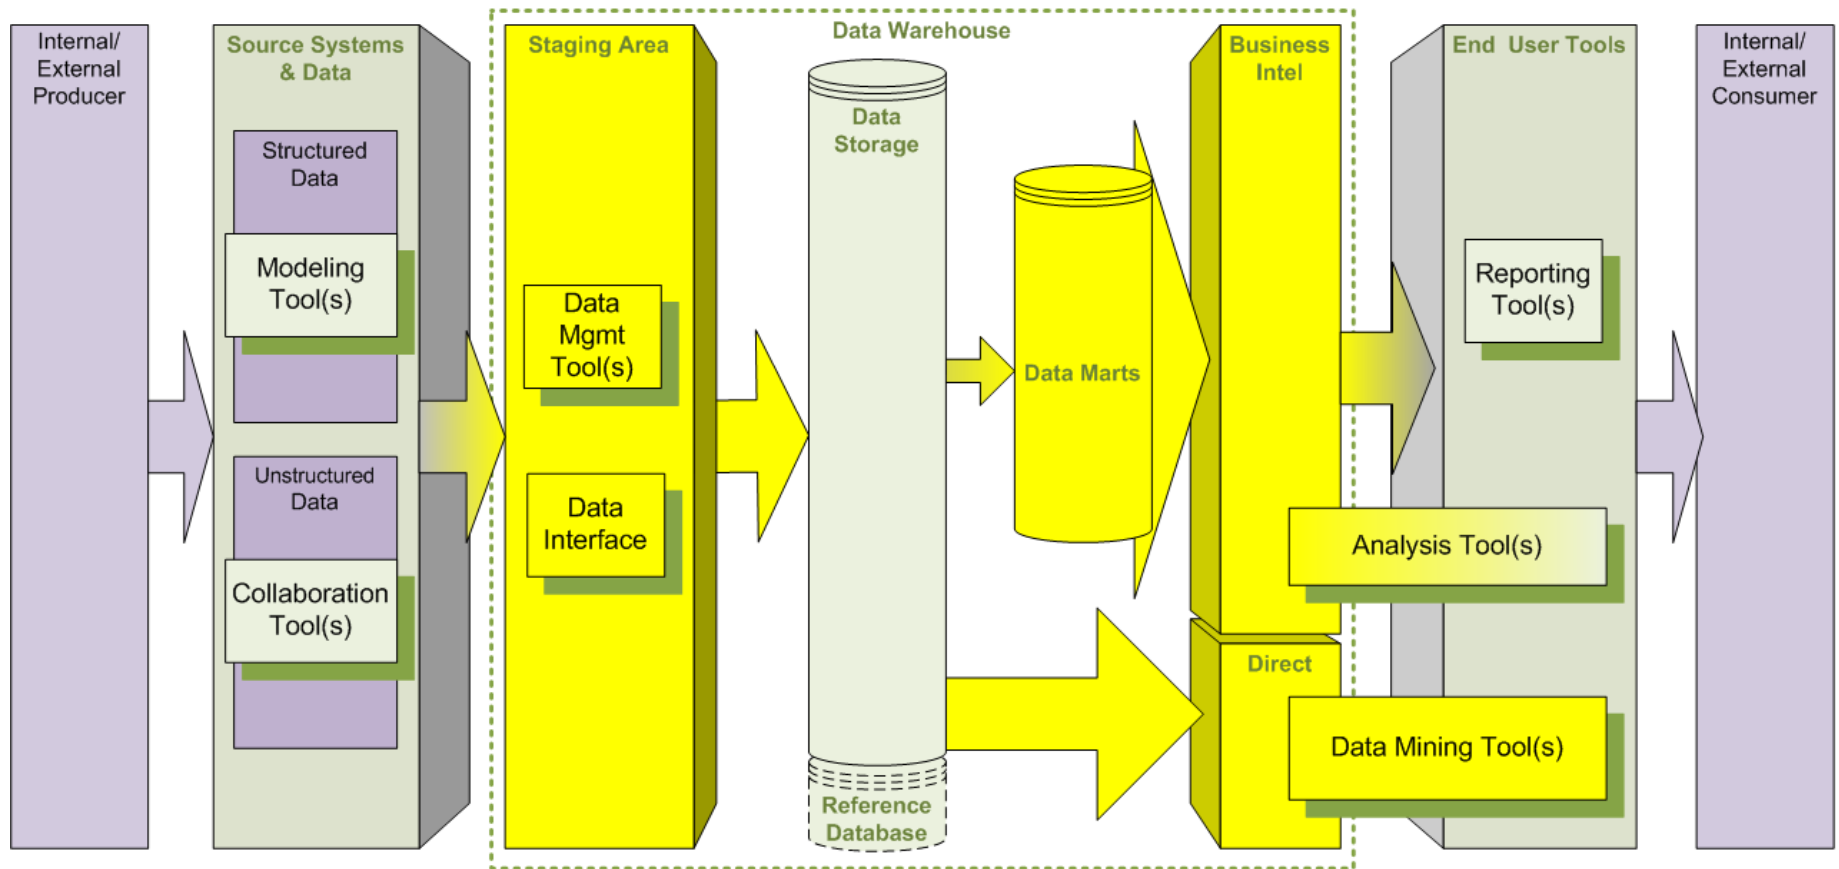 Internal/
External
Producer
Source Systems
& Data
Structured
Data
Modeling
Tool(s)
Unstructured
Data
Collaboration
Tool(s)
Staging Area
Data
Mgmt
Tool(s)
Data
Interface
Data Warehouse
Data
Storage
Reference
Database
Data Marts
Business
Intel
Direct
End  User Tools
Reporting
Tool(s)
Analysis Tool(s)
Data Mining Tool(s)
Internal/
External
Consumer